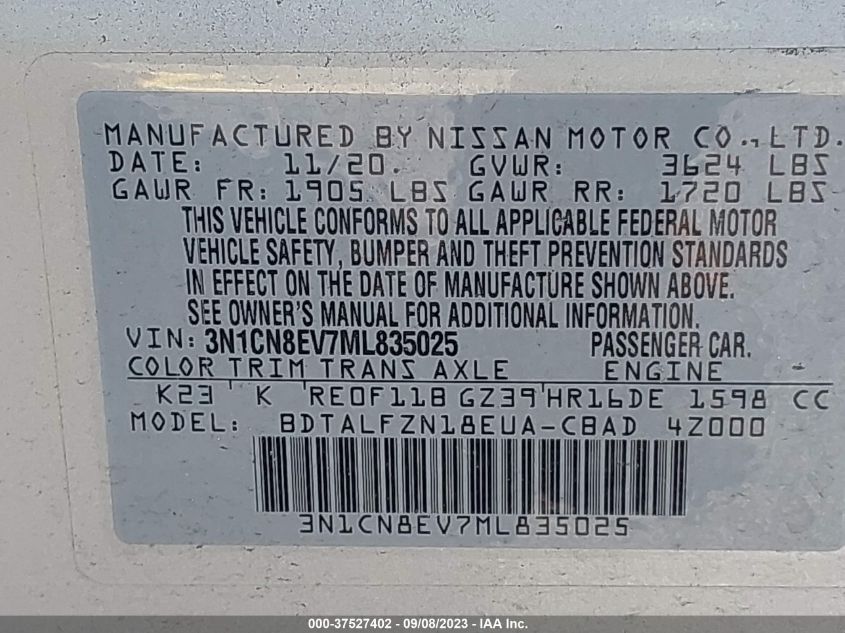 MANUFACTURED BY NISSAN MOTOR CO., LTD.
DATE: 11/20. GVWR: 3624 LBS
GAWR FR: 1905 LBS GAWR RR: 1720 LBS
THIS VEHICLE CONFORMS TO ALL APPLICABLE FEDERAL MOTOR
VEHICLE SAFETY, BUMPER AND THEFT PREVENTION STANDARDS
IN EFFECT ON THE DATE OF MANUFACTURE SHOWN ABOVE.
SEE OWNER'S MANUAL FOR ADDITIONAL INFORMATION
VIN: 3N1CN8EV7ML835025 PASSENGER CAR.
COLOR TRIM TRANS AXLE ENGINE
K23 K RE0F11B GZ39 HR16DE 1598 CC
MODEL: BDTALFZN18EUA-CBAD 4Z000
3N1CN8EV7ML835025
000-37527402 - 09/08/2023 - IAA Inc.